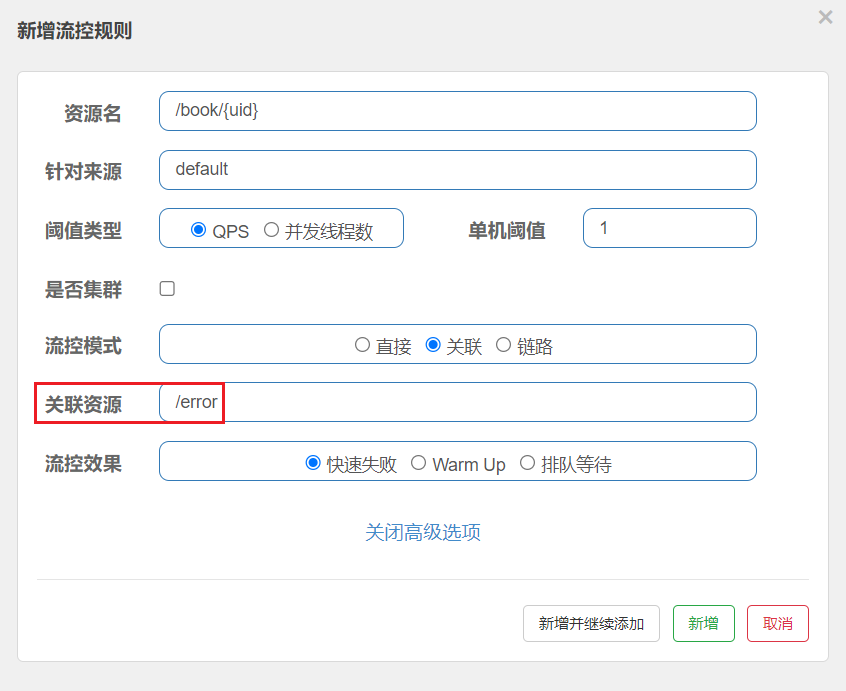 新增流控规则 ×
资源名 /book/{uid}
针对来源 default
阈值类型 QPS 并发线程数 单机阈值 1
是否集群
流控模式 直接 关联 链路
关联资源 /error
流控效果 快速失败 Warm Up 排队等待
关闭高级选项
新增并继续添加 新增 取消